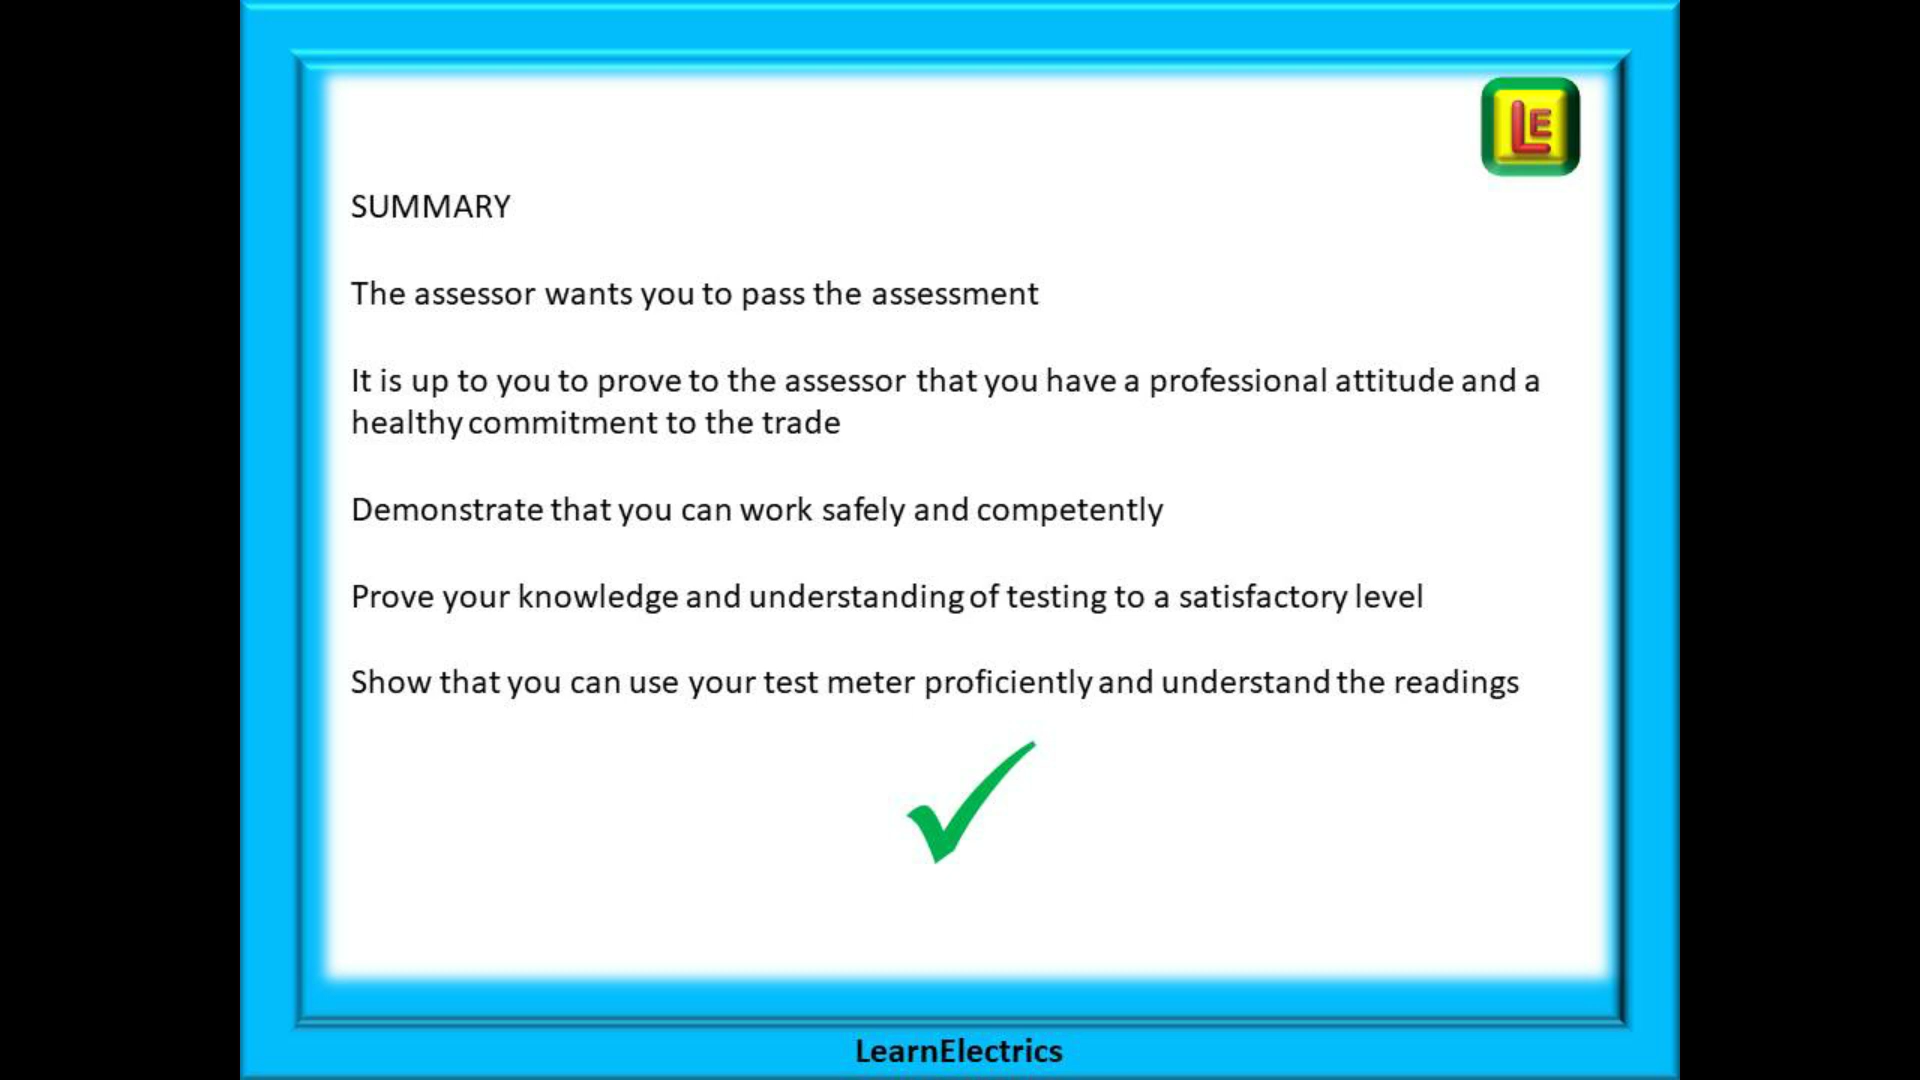 LE
SUMMARY
The assessor wants you to pass the assessment
It is up to you to prove to the assessor that you have a professional attitude and a
healthy commitment to the trade
Demonstrate that you can work safely and competently
Prove your knowledge and understanding of testing to a satisfactory level
Show that you can use your test meter proficiently and understand the readings
LearnElectrics